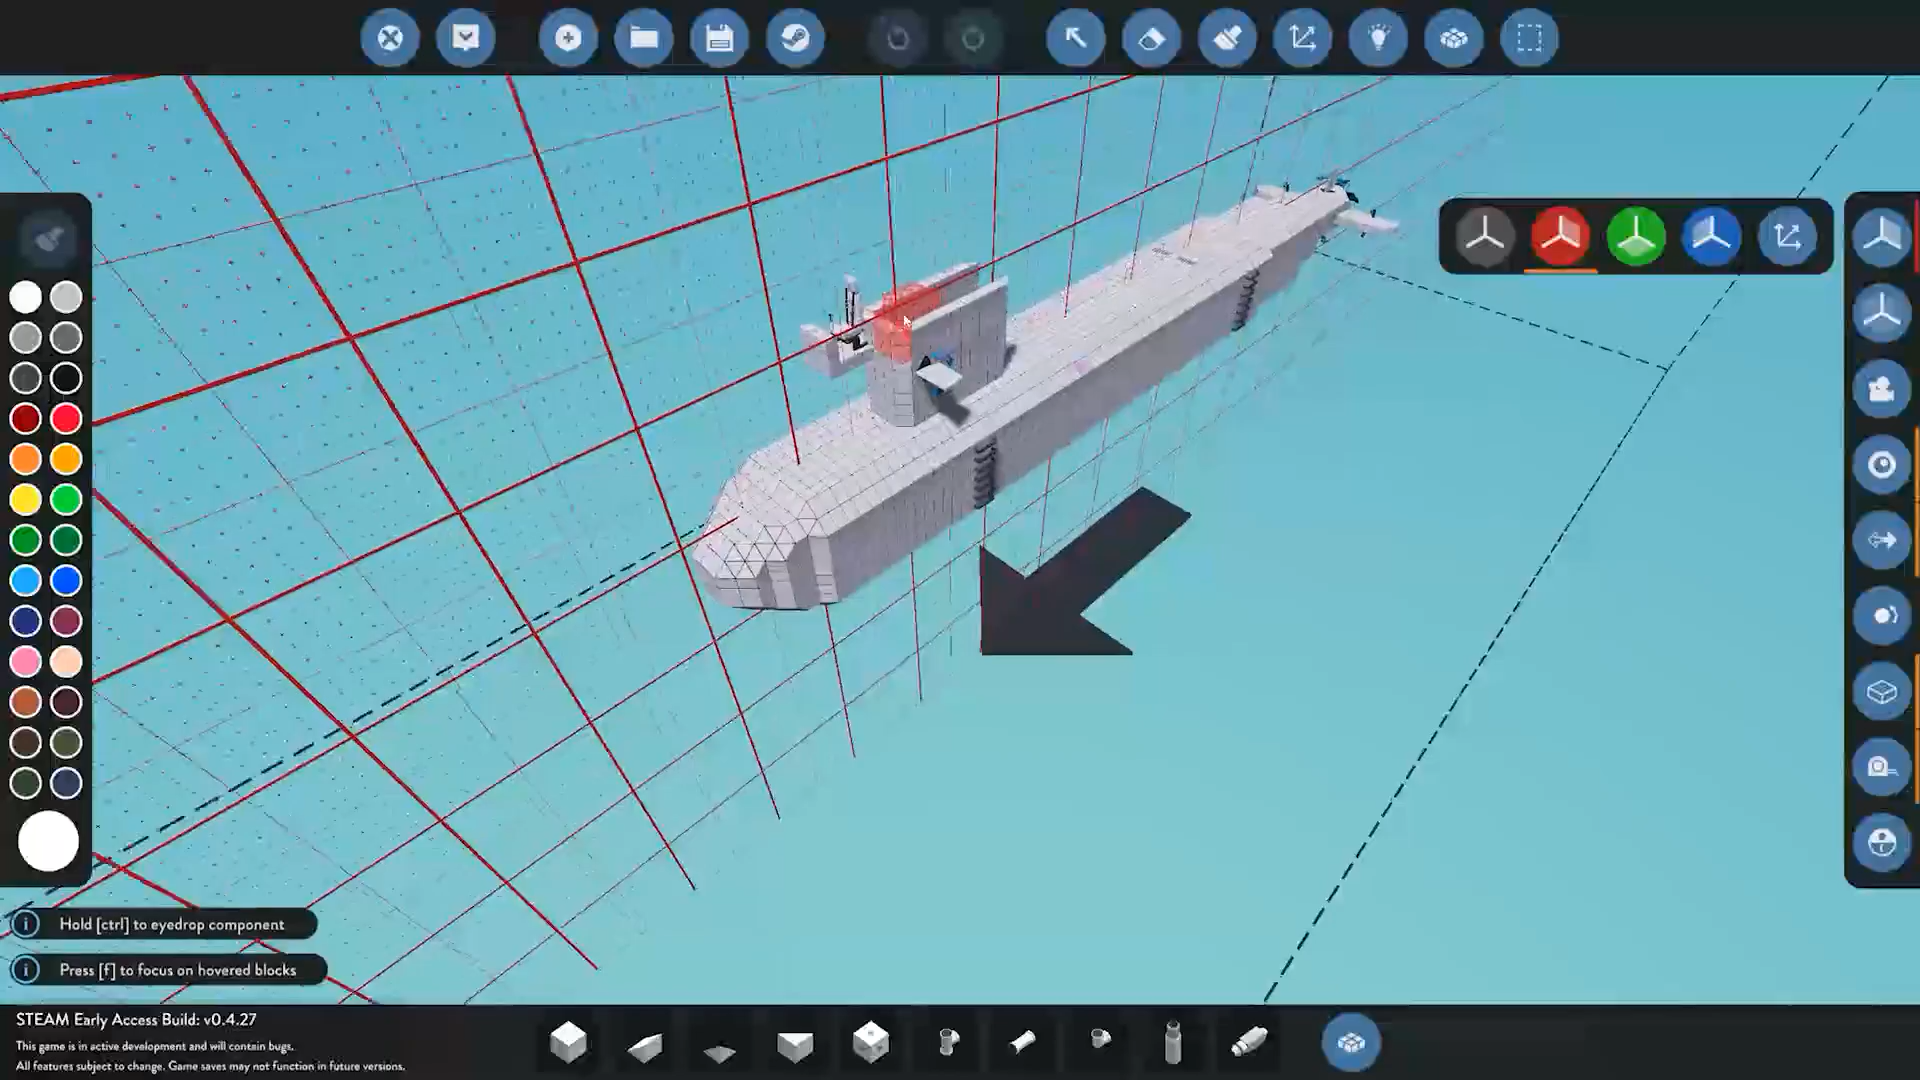 Hold [ctrl] to eyedrop component
Press [f] to focus on hovered blocks
STEAM Early Access Build: v0.4.27
This game is in active development and will contain bugs.
All features subject to change. Game saves may not function in future versions.